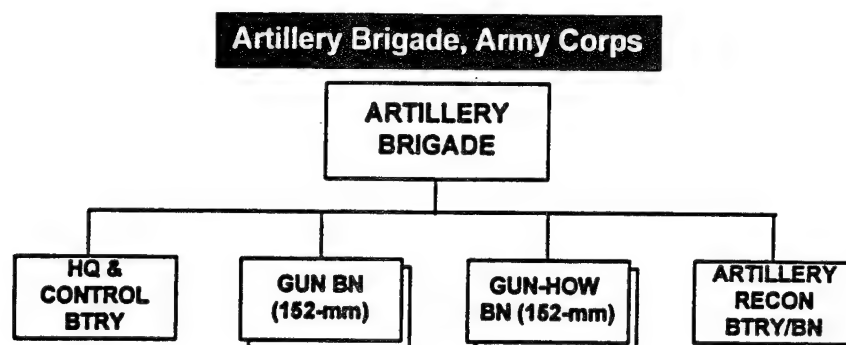 Artillery Brigade, Army Corps
ARTILLERY
BRIGADE
HQ &
CONTROL
BTRY
GUN BN
(152-mm)
GUN-HOW
BN (152-mm)
ARTILLERY
RECON
BTRY/BN